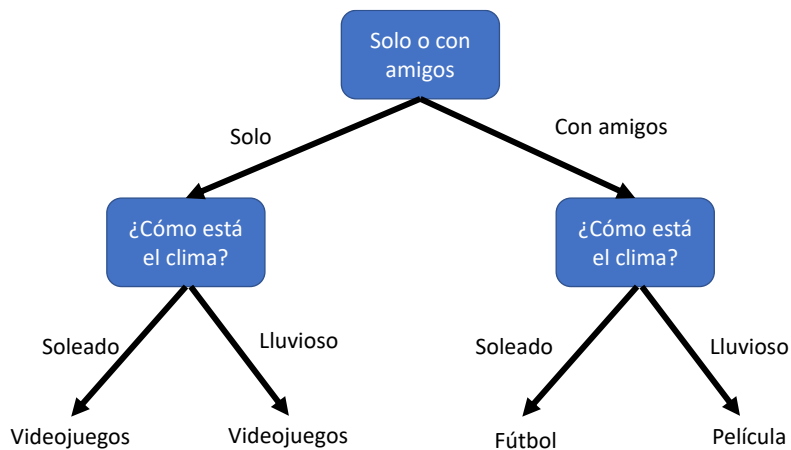 Solo o con
amigos
Solo
Con amigos
¿Cómo está
el clima?
¿Cómo está
el clima?
Soleado
Lluvioso
Soleado
Lluvioso
Videojuegos
Videojuegos
Fútbol
Película